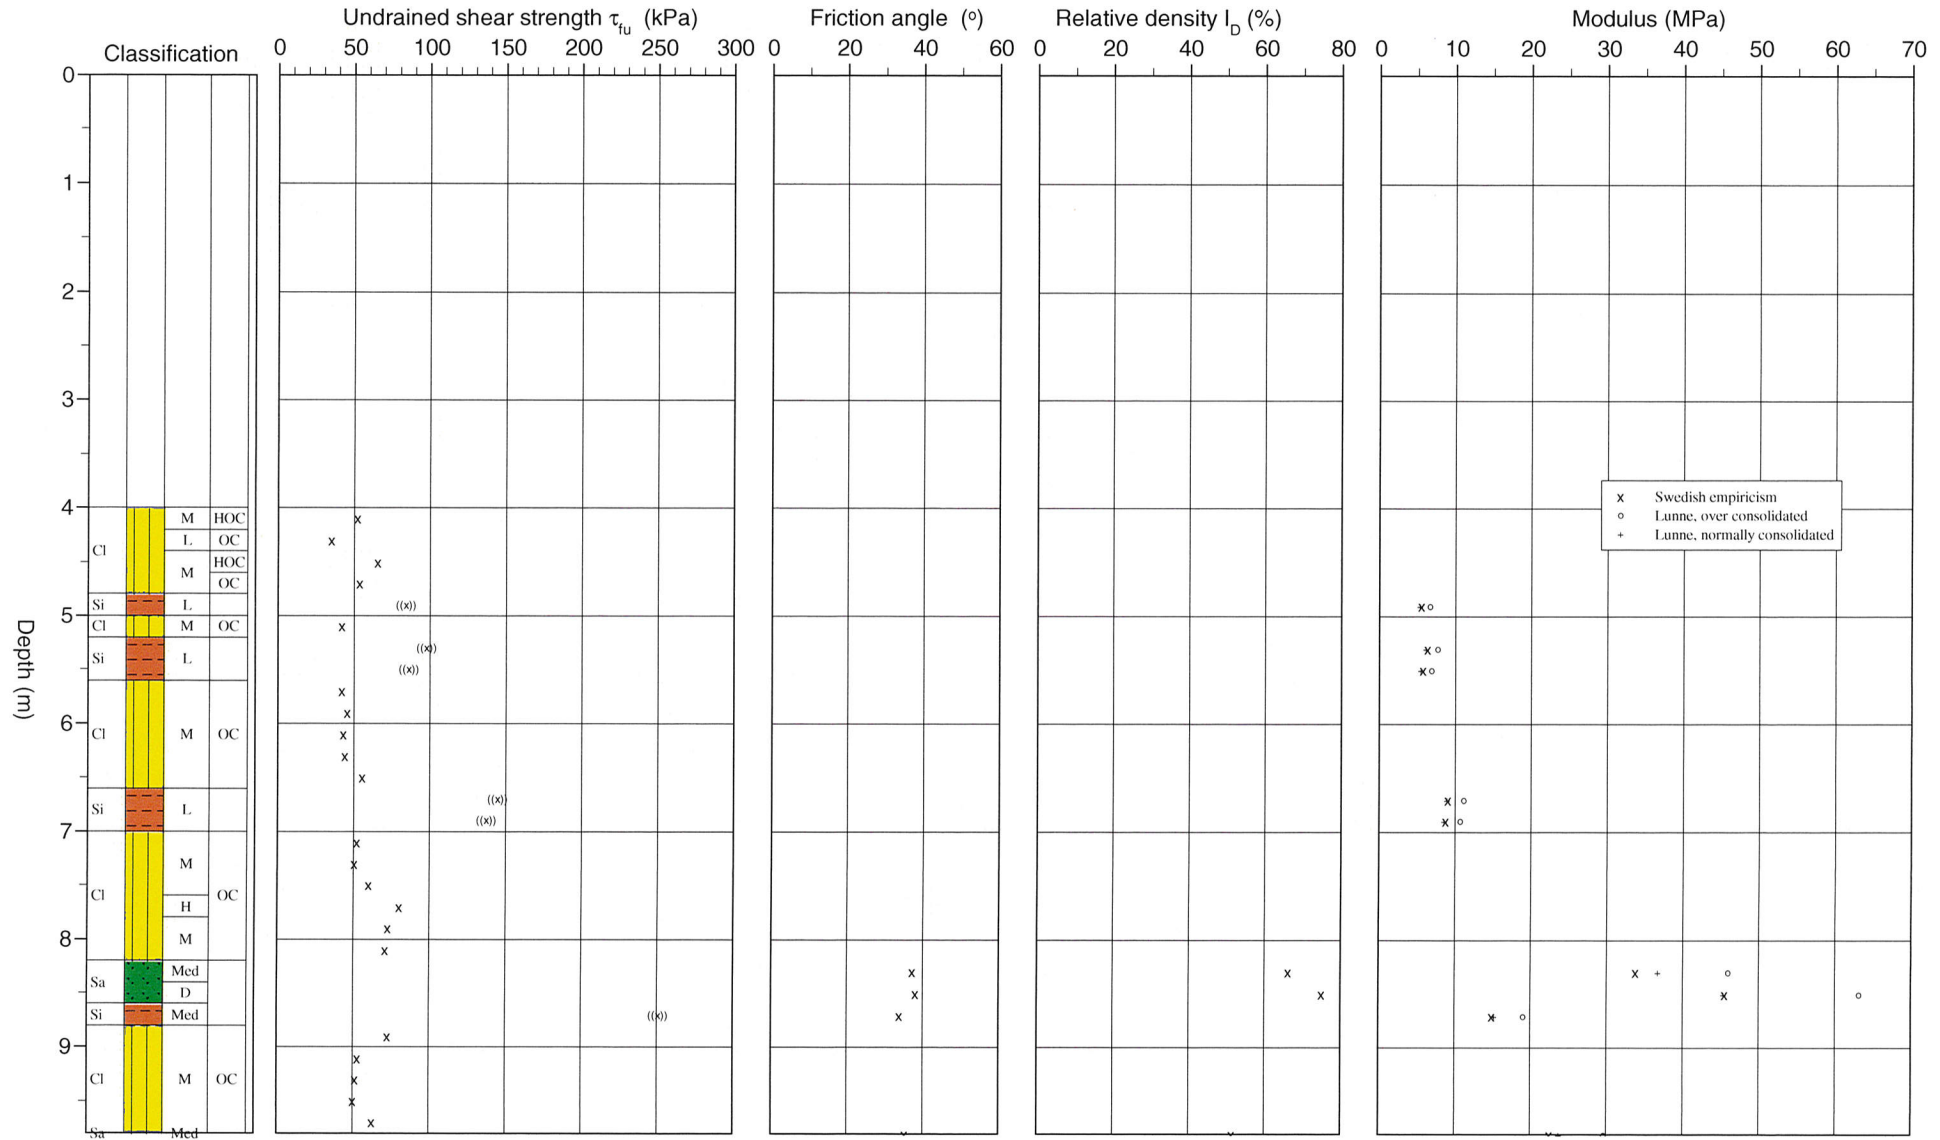 Undrained shear strength τfu (kPa) Friction angle (o) Relative density ID (%) Modulus (MPa)
Classification
0 50 100 150 200 250 300 0 20 40 60 0 20 40 60 80 0 10 20 30 40 50 60 70
0
1
2
3
4
5
6
7
8
9
Depth (m)
x Swedish empiricism
o Lunne, over consolidated
+ Lunne, normally consolidated
M HOC
L OC
Cl
HOC
M
OC
Si L
Cl M OC
Si L
Cl M OC
Si L
M
Cl OC
H
M
Med
Sa
D
Si Med
Cl M OC
Sa Med